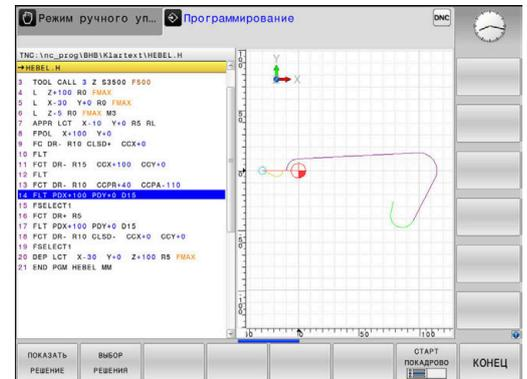 Режим ручного уп…
Программирование
DNC
TNC:\nc_prog\BHB\Klartext\HEBEL.H
→HEBEL.H
3 TOOL CALL 3 Z S3500 F500
4 L Z+100 R0 FMAX
5 L X-30 Y+0 R0 FMAX
6 L Z-5 R0 FMAX M3
7 APPR LCT X-10 Y+0 R5 RL
8 FPOL X+100 Y+0
9 FC DR- R10 CLSD+ CCX+0
10 FLT
11 FCT DR- R15 CCX+100 CCY+0
12 FLT
13 FCT DR- R10 CCPR+40 CCPA-110
14 FLT PDX+100 PDY+0 D15
15 FSELECT1
16 FCT DR+ R5
17 FLT PDX+100 PDY+0 D15
18 FCT DR- R10 CLSD- CCX+0 CCY+0
19 FSELECT1
20 DEP LCT X-30 Y+0 Z+100 R5 FMAX
21 END PGM HEBEL MM
Y
X
ПОКАЗАТЬ
РЕШЕНИЕ
ВЫБОР
РЕШЕНИЯ
СТАРТ
ПОКАДРОВО
КОНЕЦ